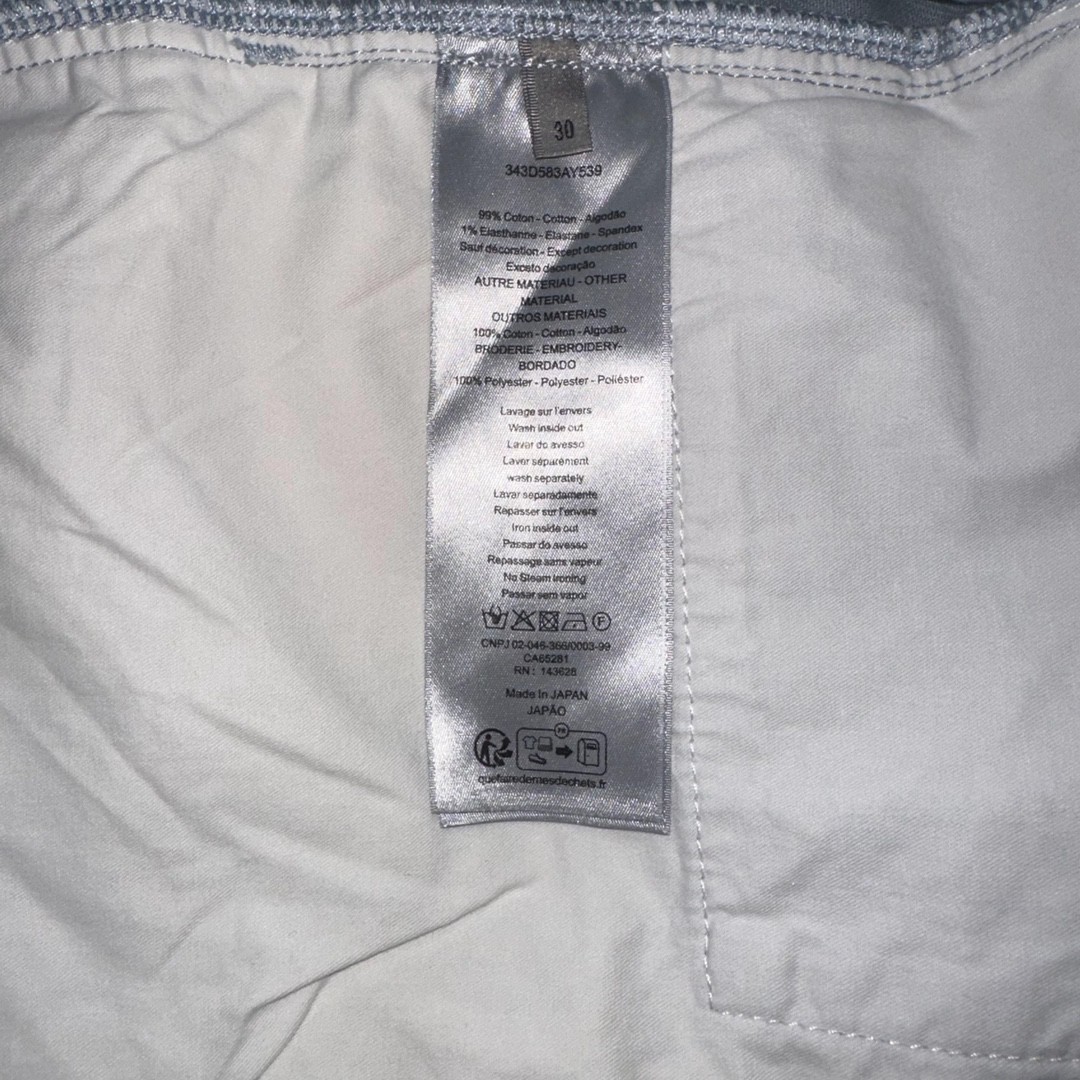 30
343D583AY539
99% Coton - Cotton - Algodão
1% Elasthanne - Elastane - Spandex
Sauf décoration - Except decoration
Exceto decoração
AUTRE MATERIAU - OTHER
MATERIAL
OUTROS MATERIAIS
100% Coton - Cotton - Algodão
BRODERIE - EMBROIDERY-
BORDADO
100% Polyester - Polyester - Poliéster
Lavage sur l'envers
Wash inside out
Lavar do avesso
Laver séparément
wash separately
Lavar separadamente
Repasser sur l'envers
Iron inside out
Passar do avesso
Repassage sans vapeur
No Steam Ironing
Passar sem vapor
F
CNPJ 02-046-366/0003-99
CA65281
RN: 143628
Made In JAPAN
JAPÃO
FR
quefairedemesdechets.fr